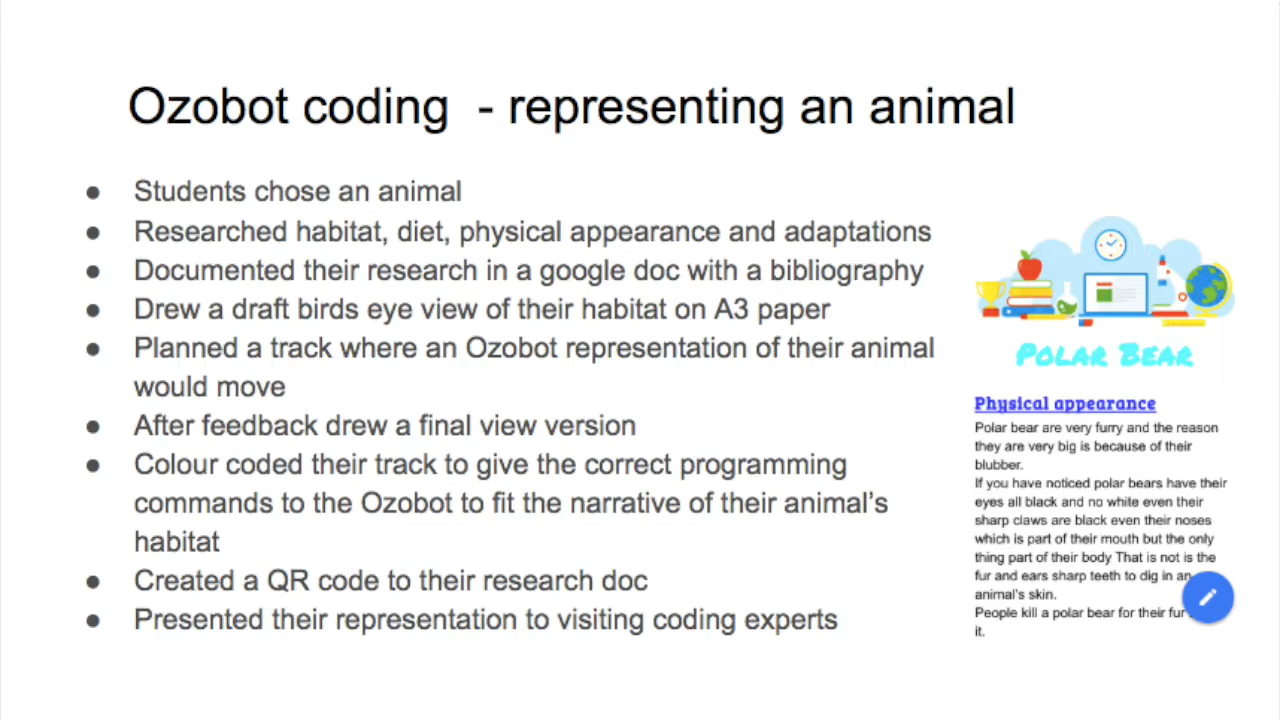 Ozobot coding - representing an animal
● Students chose an animal
● Researched habitat, diet, physical appearance and adaptations
● Documented their research in a google doc with a bibliography
● Drew a draft birds eye view of their habitat on A3 paper
● Planned a track where an Ozobot representation of their animal
would move
● After feedback drew a final view version
● Colour coded their track to give the correct programming
commands to the Ozobot to fit the narrative of their animal's
habitat
● Created a QR code to their research doc
● Presented their representation to visiting coding experts
Polar Bear
Physical appearance
Polar bear are very furry and the reason
they are very big is because of their
blubber.
If you have noticed polar bears have their
eyes all black and no white even their
sharp claws are black even their noses
which is part of their mouth but the only
thing part of their body That is not is the
fur and ears sharp teeth to dig in an
animal's skin.
People kill a polar bear for their fur
it.